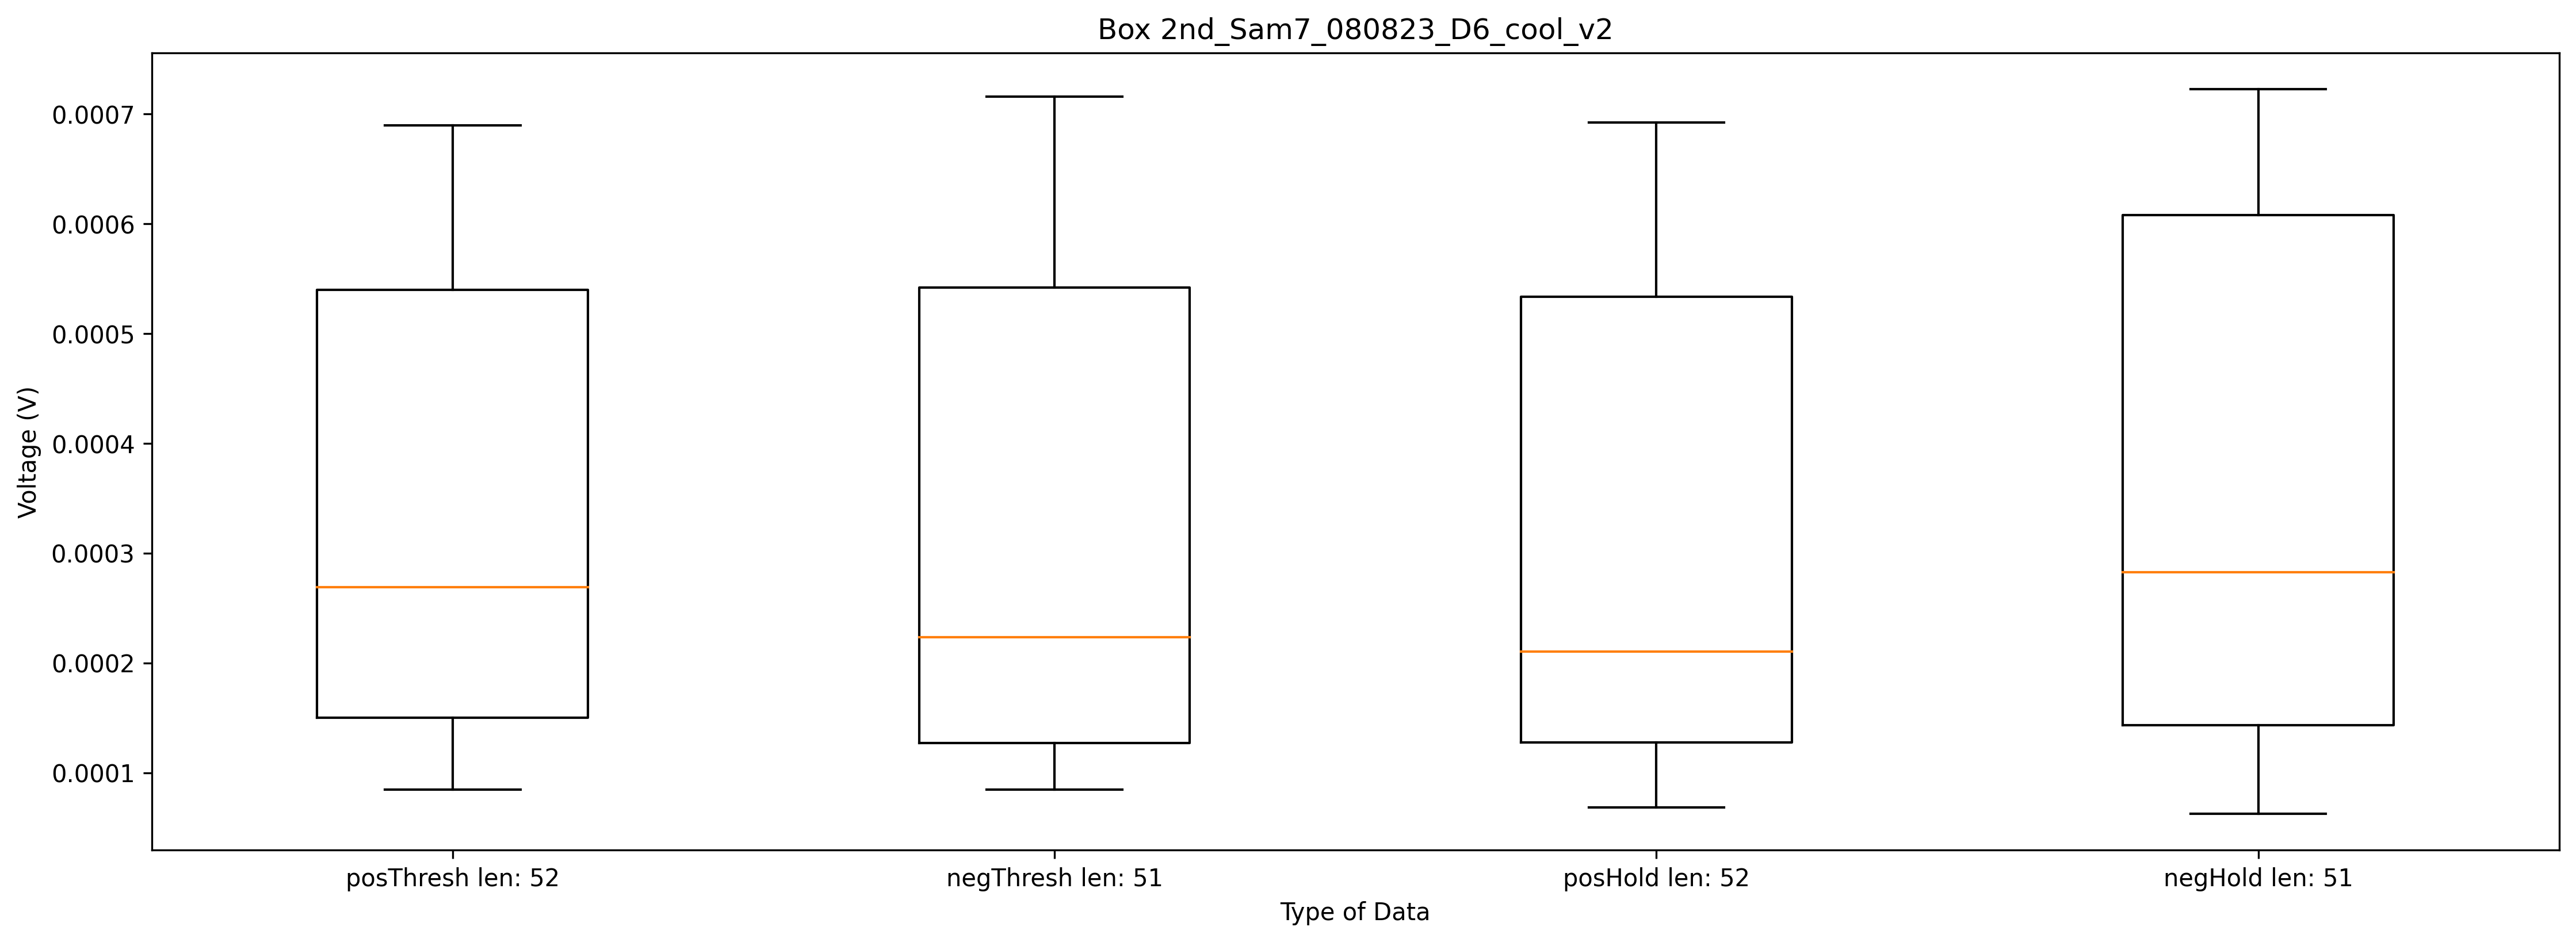 Box 2nd_Sam7_080823_D6_cool_v2
Voltage (V)
0.0007
0.0006
0.0005
0.0004
0.0003
0.0002
0.0001
posThresh len: 52
negThresh len: 51
posHold len: 52
negHold len: 51
Type of Data